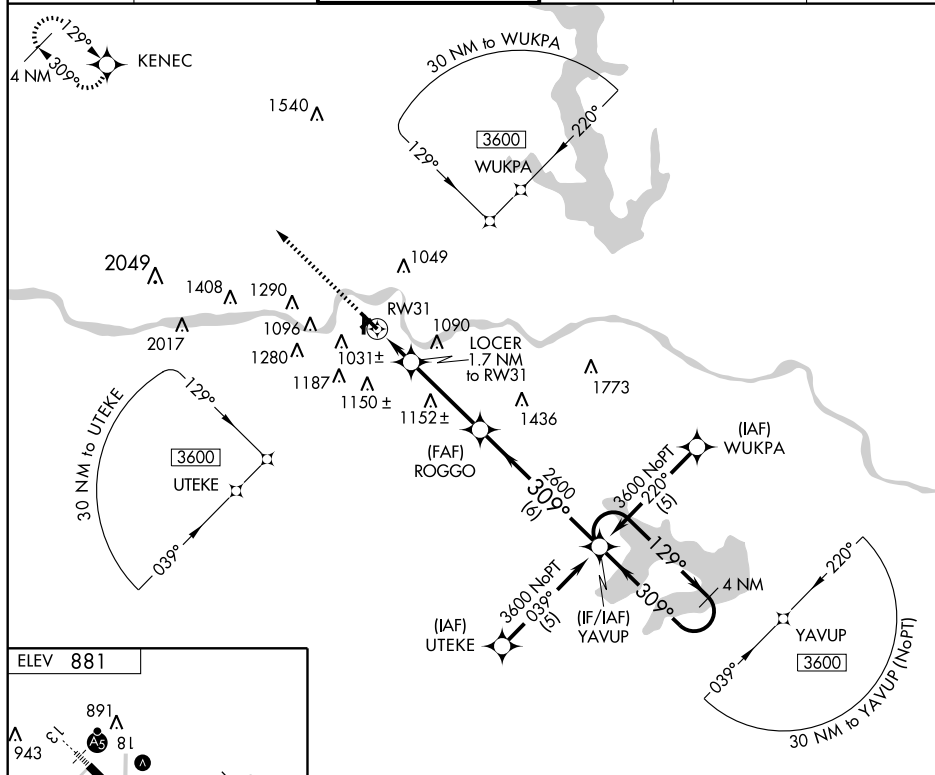 129°
309°
4 NM
KENEC
30 NM to WUKPA
3600
WUKPA
129°
220°
1540
2049
1408
1290
1049
2017
1096
1280
RW31
1031±
1090
LOCER
1.7 NM
to RW31
1187
1150 ±
1152±
1436
1773
30 NM to UTEKE
129°
3600
UTEKE
039°
(FAF)
ROGGO
2600
309°
(6)
(IAF)
WUKPA
3600 NoPT
220°
(5)
129°
309°
4 NM
3600 NoPT
039°
(5)
(IAF)
UTEKE
(IF/IAF)
YAVUP
220°
YAVUP
3600
039°
30 NM to YAVUP (NoPT)
ELEV 881
891
943
13
A5
18
V